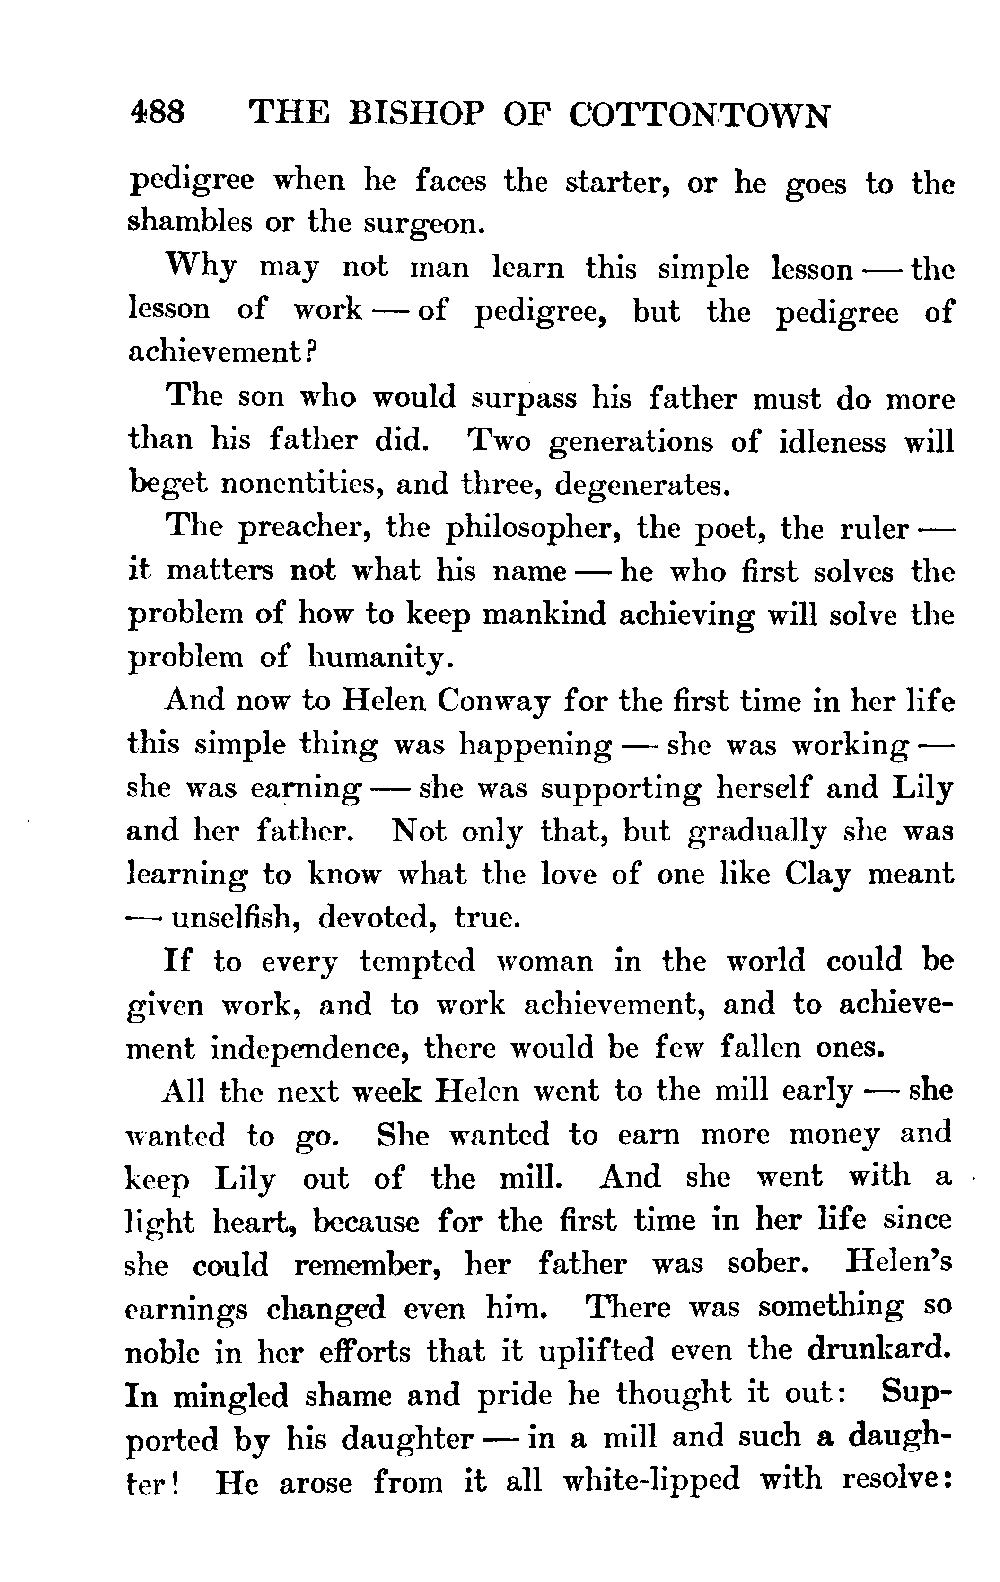 488 THE BISHOP OF COTTONTOWN
pedigree when he faces the starter, or he goes to the
shambles or the surgeon.
Why may not man learn this simple lesson — the
lesson of work — of pedigree, but the pedigree of
achievement?
The son who would surpass his father must do more
than his father did. Two generations of idleness will
beget nonentities, and three, degenerates.
The preacher, the philosopher, the poet, the ruler —
it matters not what his name — he who first solves the
problem of how to keep mankind achieving will solve the
problem of humanity.
And now to Helen Conway for the first time in her life
this simple thing was happening — she was working —
she was earning — she was supporting herself and Lily
and her father. Not only that, but gradually she was
learning to know what the love of one like Clay meant
— unselfish, devoted, true.
If to every tempted woman in the world could be
given work, and to work achievement, and to achieve-
ment independence, there would be few fallen ones.
All the next week Helen went to the mill early — she
wanted to go. She wanted to earn more money and
keep Lily out of the mill. And she went with a
light heart, because for the first time in her life since
she could remember, her father was sober. Helen's
earnings changed even him. There was something so
noble in her efforts that it uplifted even the drunkard.
In mingled shame and pride he thought it out: Sup-
ported by his daughter — in a mill and such a daugh-
ter! He arose from it all white-lipped with resolve: